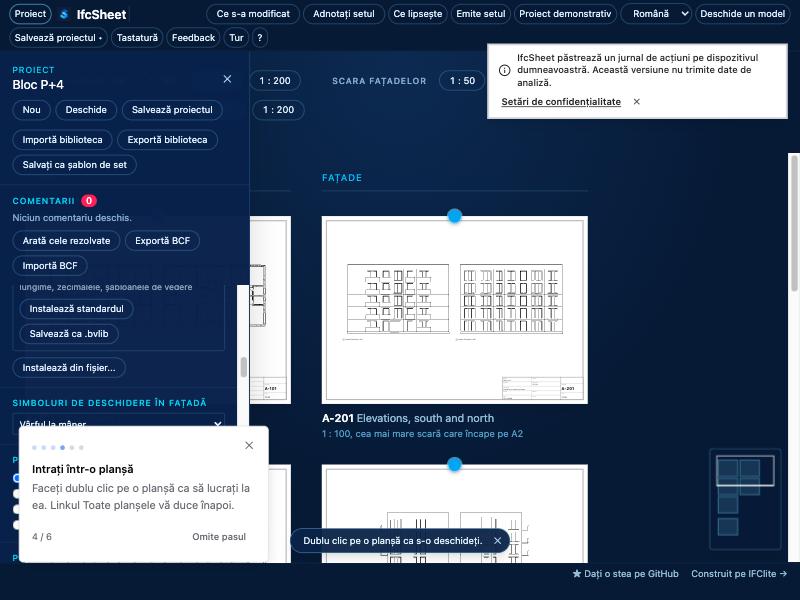 Proiect
IfcSheet
Ce s-a modificat
Adnotați setul
Ce lipsește
Emite setul
Proiect demonstrativ
Română
Deschide un model
Salvează proiectul •
Tastatură
Feedback
Tur
?
IfcSheet păstrează un jurnal de acțiuni pe dispozitivul
dumneavoastră. Această versiune nu trimite date de
analiză.
Setări de confidențialitate
PROIECT
Bloc P+4
Nou
Deschide
Salvează proiectul
Importă biblioteca
Exportă biblioteca
Salvați ca șablon de set
COMENTARII 0
Niciun comentariu deschis.
Arată cele rezolvate
Exportă BCF
Importă BCF
lungime, zecimalele, șabloanele de vedere
Instalează standardul
Salvează ca .bvlib
Instalează din fișier...
SIMBOLURI DE DESCHIDERE ÎN FAȚADĂ
Vârful la mâner
1 : 200
SCARA FAȚADELOR
1 : 50
1 : 200
FAȚADE
A-101
A-201
A-201 Elevations, south and north
1 : 100, cea mai mare scară care încape pe A2
Intrați într-o planșă
Faceți dublu clic pe o planșă ca să lucrați la
ea. Linkul Toate planșele vă duce înapoi.
4 / 6
Omite pasul
Dublu clic pe o planșă ca s-o deschideți.
Dați o stea pe GitHub
Construit pe IFClite →